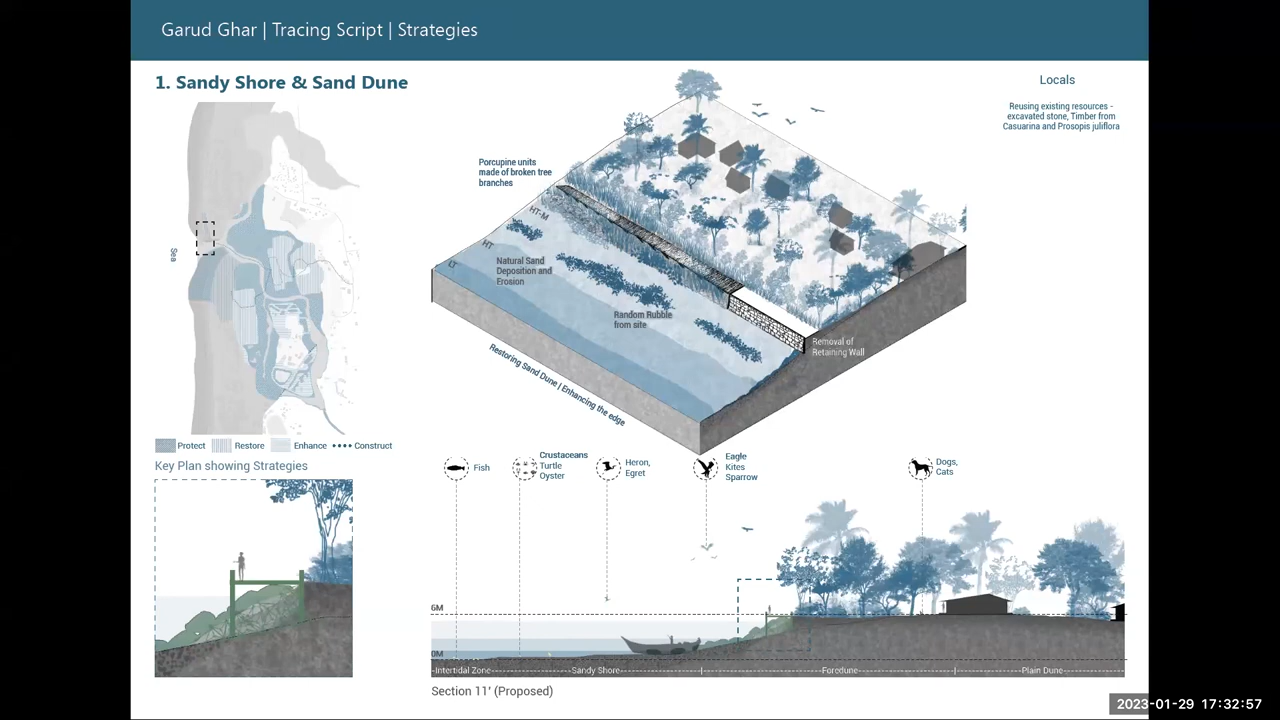 Garud Ghar | Tracing Script | Strategies
1. Sandy Shore & Sand Dune
Locals
Reusing existing resources -
excavated stone, Timber from
Casuarina and Prosopis juliflora
Porcupine units
made of broken tree
branches
HT-M
HT
LT
Natural Sand
Deposition and
Erosion
Random Rubble
from site
Removal of
Retaining Wall
Restoring Sand Dune | Enhancing the edge
Sea
Protect
Restore
Enhance
Construct
Key Plan showing Strategies
Fish
Crustaceans
Turtle
Oyster
Heron,
Egret
Eagle
Kites
Sparrow
Dogs,
Cats
6M
0M
Intertidal Zone
Sandy Shore
Foredune
Plain Dune
Section 11' (Proposed)
2023-01-29 17:32:57